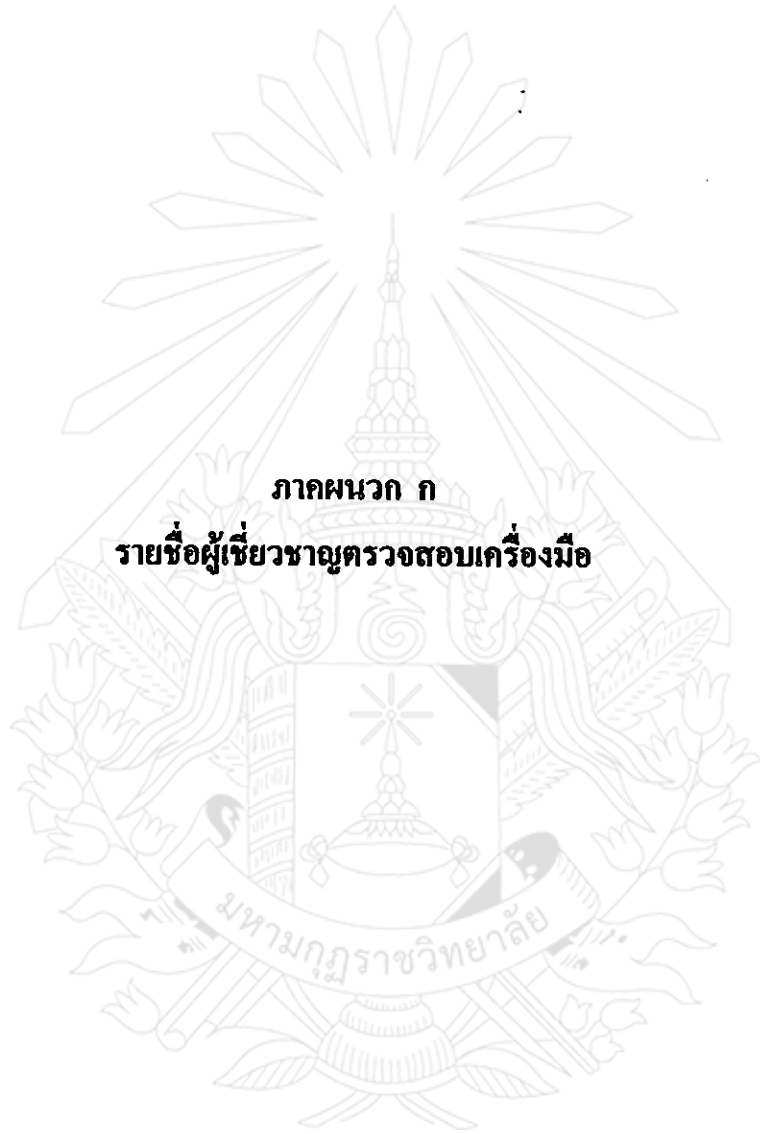 ภาคผนวก ก
รายชื่อผู้เชี่ยวชาญตรวจสอบเครื่องมือ
มหามกุฏราชวิทยาลัย